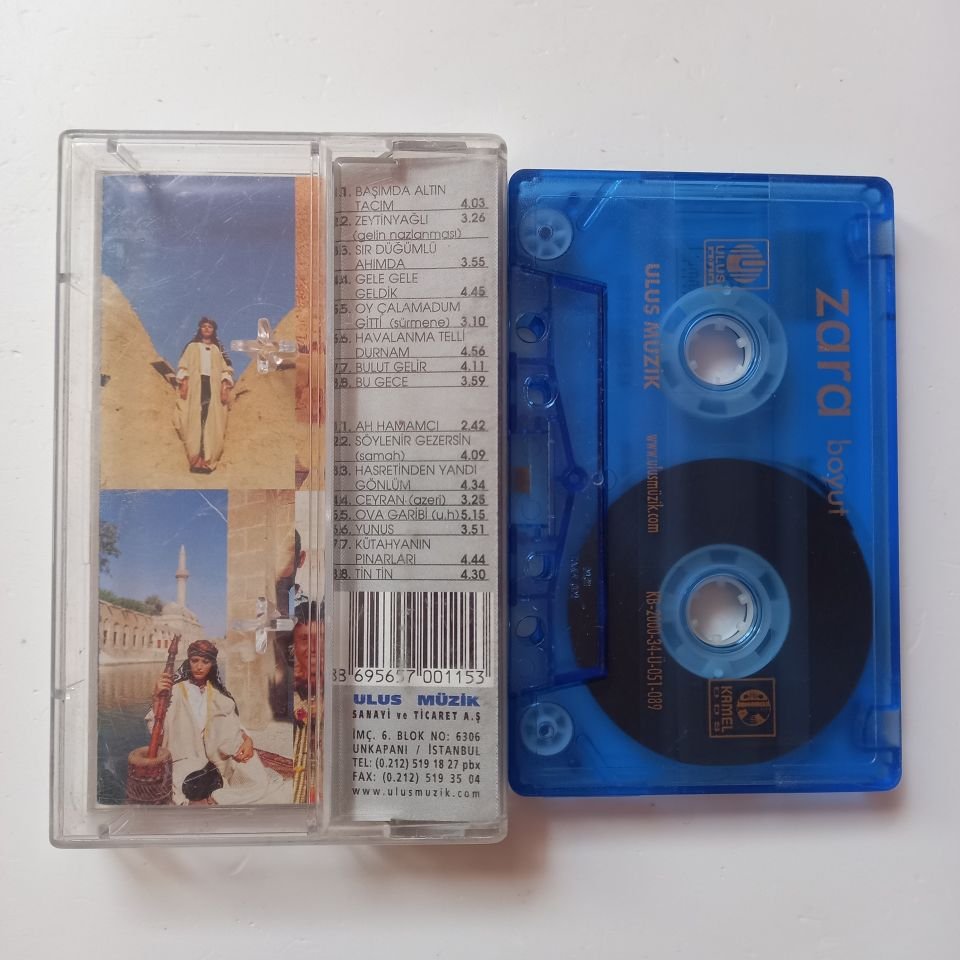 1. BAŞIMDA ALTIN
TACIM 4.03
2. ZEYTİNYAĞLI 3.26
(gelin nazlanması)
3. SIR DÜĞÜMLÜ
AHIMDA 3.55
4. GELE GELE
GELDİK 4.45
5. OY ÇALAMADUM
GİTTİ (sürmene) 3.10
6. HAVALANMA TELLİ
DURNAM 4.56
7. BULUT GELİR 4.11
8. BU GECE 3.59
1. AH HAMAMCI 2.42
2. SÖYLENİR GEZERSİN
(samah) 4.09
3. HASRETİNDEN YANDI
GÖNLÜM 4.34
4. CEYRAN (azeri) 3.25
5. OVA GARİBİ (u.h) 5.15
6. YUNUS 3.51
7. KÜTAHYANIN
PINARLARI 4.44
8. TİN TİN 4.30
695657 001153
ULUS MÜZİK
SANAYİ ve TİCARET A.Ş
İMÇ. 6. BLOK NO: 6306
UNKAPANI / İSTANBUL
TEL: (0.212) 519 18 27 pbx
FAX: (0.212) 519 35 04
www.ulusmuzik.com
zara boyut
ULUS
ULUS MÜZİK
www.ulusmüzik.com
KB-2000-34-Ü-051-089
KAMEL